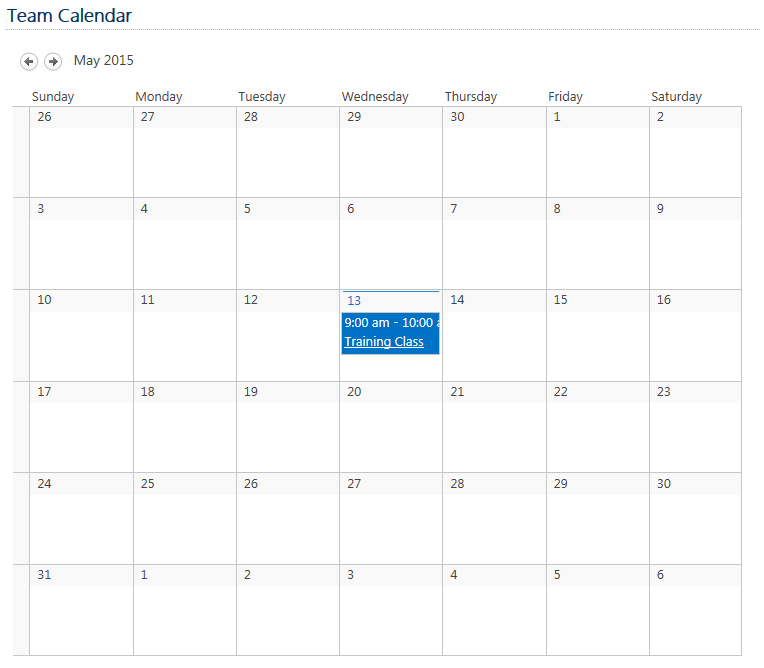 Team Calendar
May 2015
Sunday Monday Tuesday Wednesday Thursday Friday Saturday
26 27 28 29 30 1 2
3 4 5 6 7 8 9
10 11 12 13 14 15 16
9:00 am - 10:00 a
Training Class
17 18 19 20 21 22 23
24 25 26 27 28 29 30
31 1 2 3 4 5 6